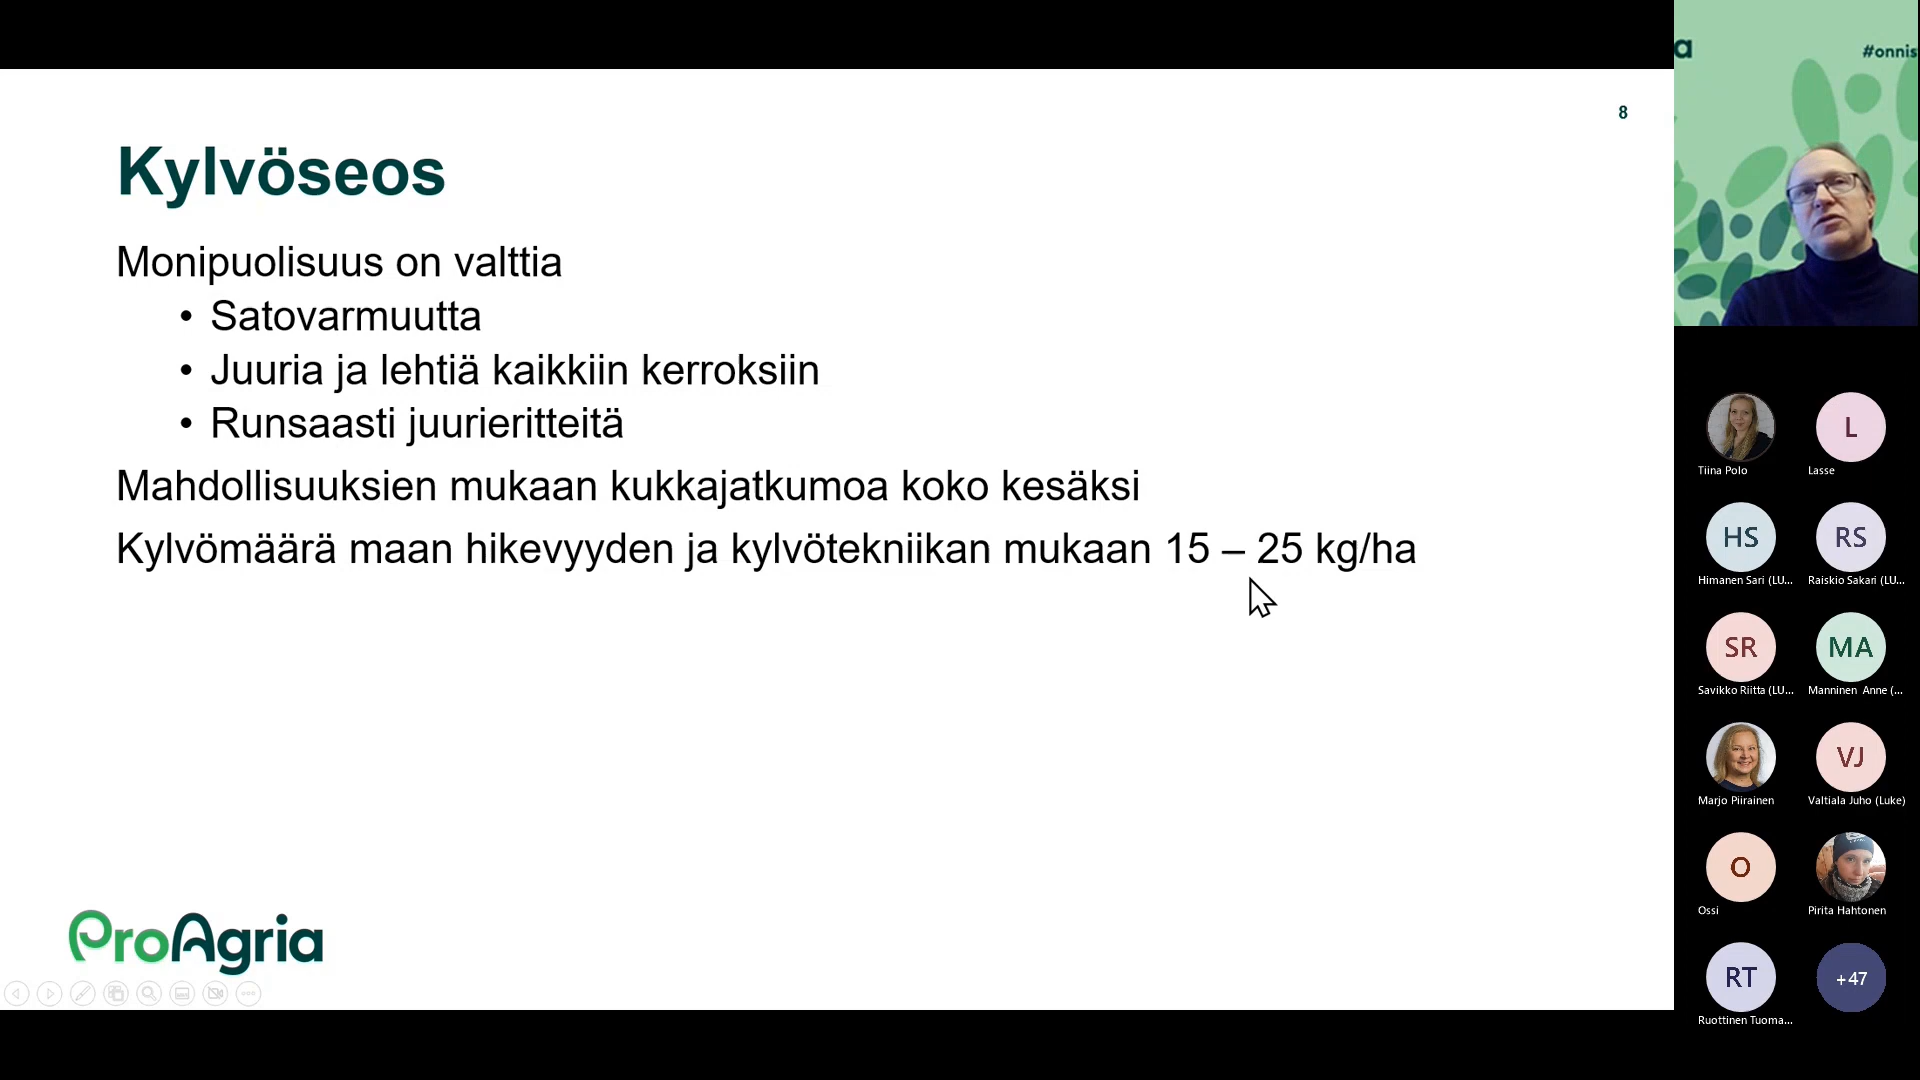 a
#onnis
8
Kylvöseos
Monipuolisuus on valttia
• Satovarmuutta
• Juuria ja lehtiä kaikkiin kerroksiin
• Runsaasti juurieritteitä
Mahdollisuuksien mukaan kukkajatkumoa koko kesäksi
Kylvömäärä maan hikevyyden ja kylvötekniikan mukaan 15 – 25 kg/ha
ProAgria
Tiina Polo
L
Lasse
HS
Himanen Sari (LU...
RS
Raiskio Sakari (LU...
SR
Savikko Riitta (LU...
MA
Manninen Anne (...
Marjo Piirainen
VJ
Valtiala Juho (Luke)
O
Ossi
Pirita Hahtonen
RT
Ruottinen Tuoma...
+47